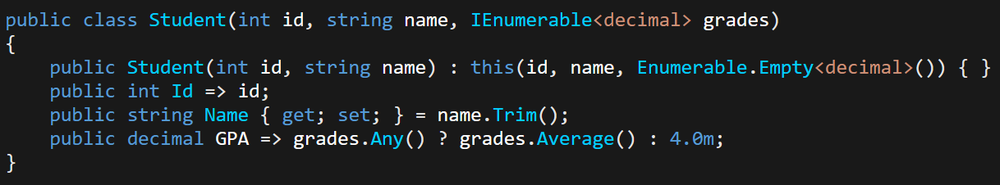 public class Student(int id, string name, IEnumerable<decimal> grades)
{
    public Student(int id, string name) : this(id, name, Enumerable.Empty<decimal>()) { }
    public int Id => id;
    public string Name { get; set; } = name.Trim();
    public decimal GPA => grades.Any() ? grades.Average() : 4.0m;
}